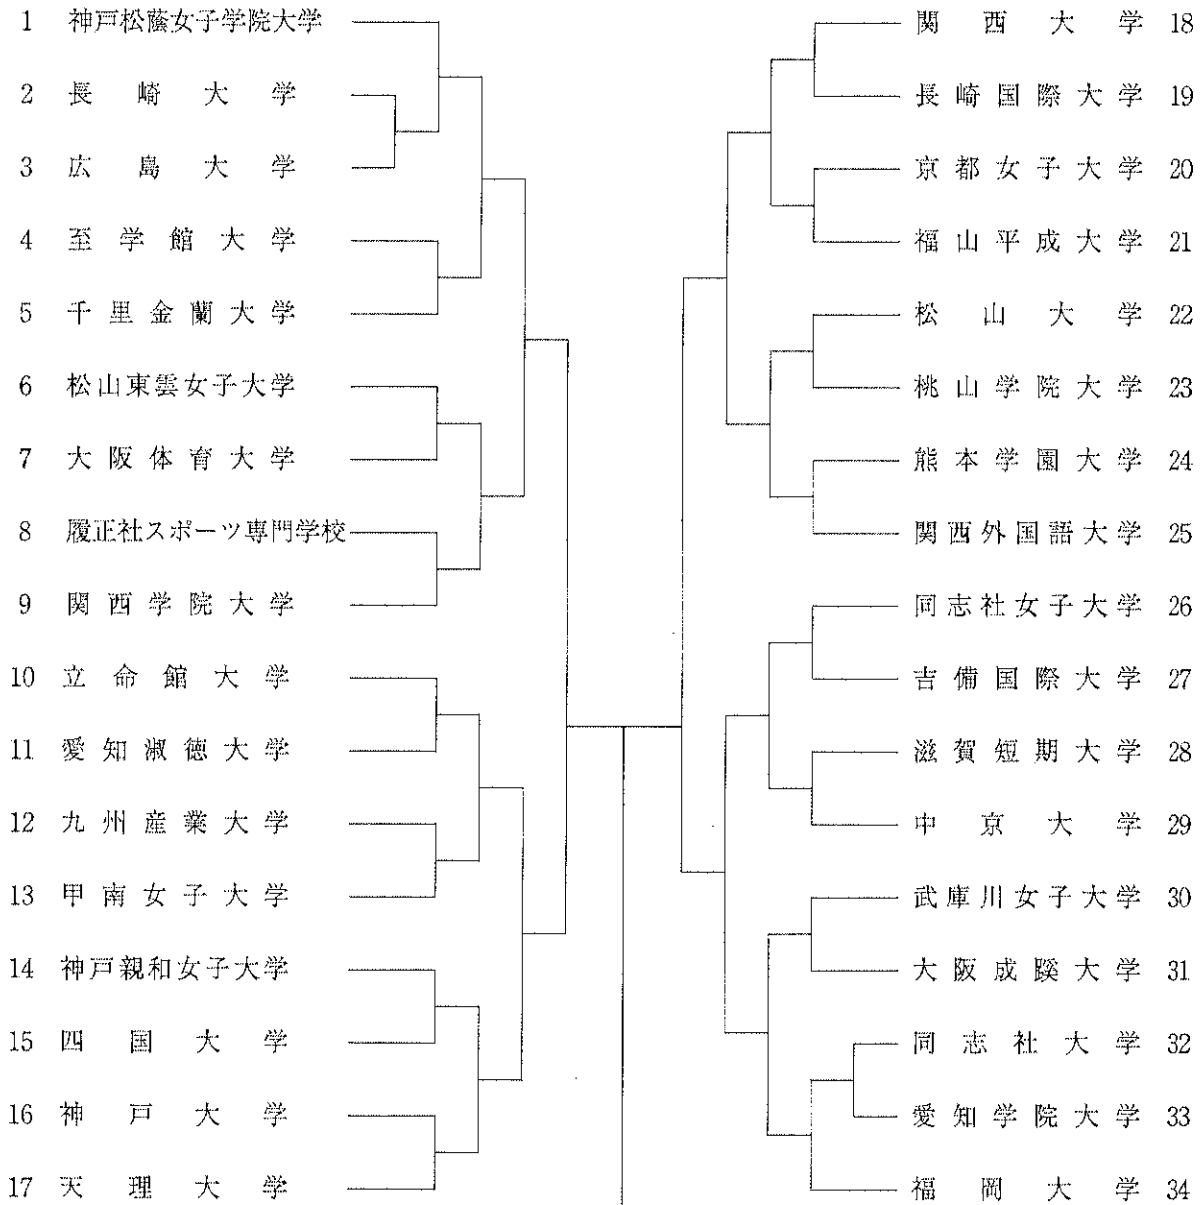 1 神戸松蔭女子学院大学
2 長崎大学
3 広島大学
4 至学館大学
5 千里金蘭大学
6 松山東雲女子大学
7 大阪体育大学
8 履正社スポーツ専門学校
9 関西学院大学
10 立命館大学
11 愛知淑徳大学
12 九州産業大学
13 甲南女子大学
14 神戸親和女子大学
15 四国大学
16 神戸大学
17 天理大学
関西大学 18
長崎国際大学 19
京都女子大学 20
福山平成大学 21
松山大学 22
桃山学院大学 23
熊本学園大学 24
関西外国語大学 25
同志社女子大学 26
吉備国際大学 27
滋賀短期大学 28
中京大学 29
武庫川女子大学 30
大阪成蹊大学 31
同志社大学 32
愛知学院大学 33
福岡大学 34